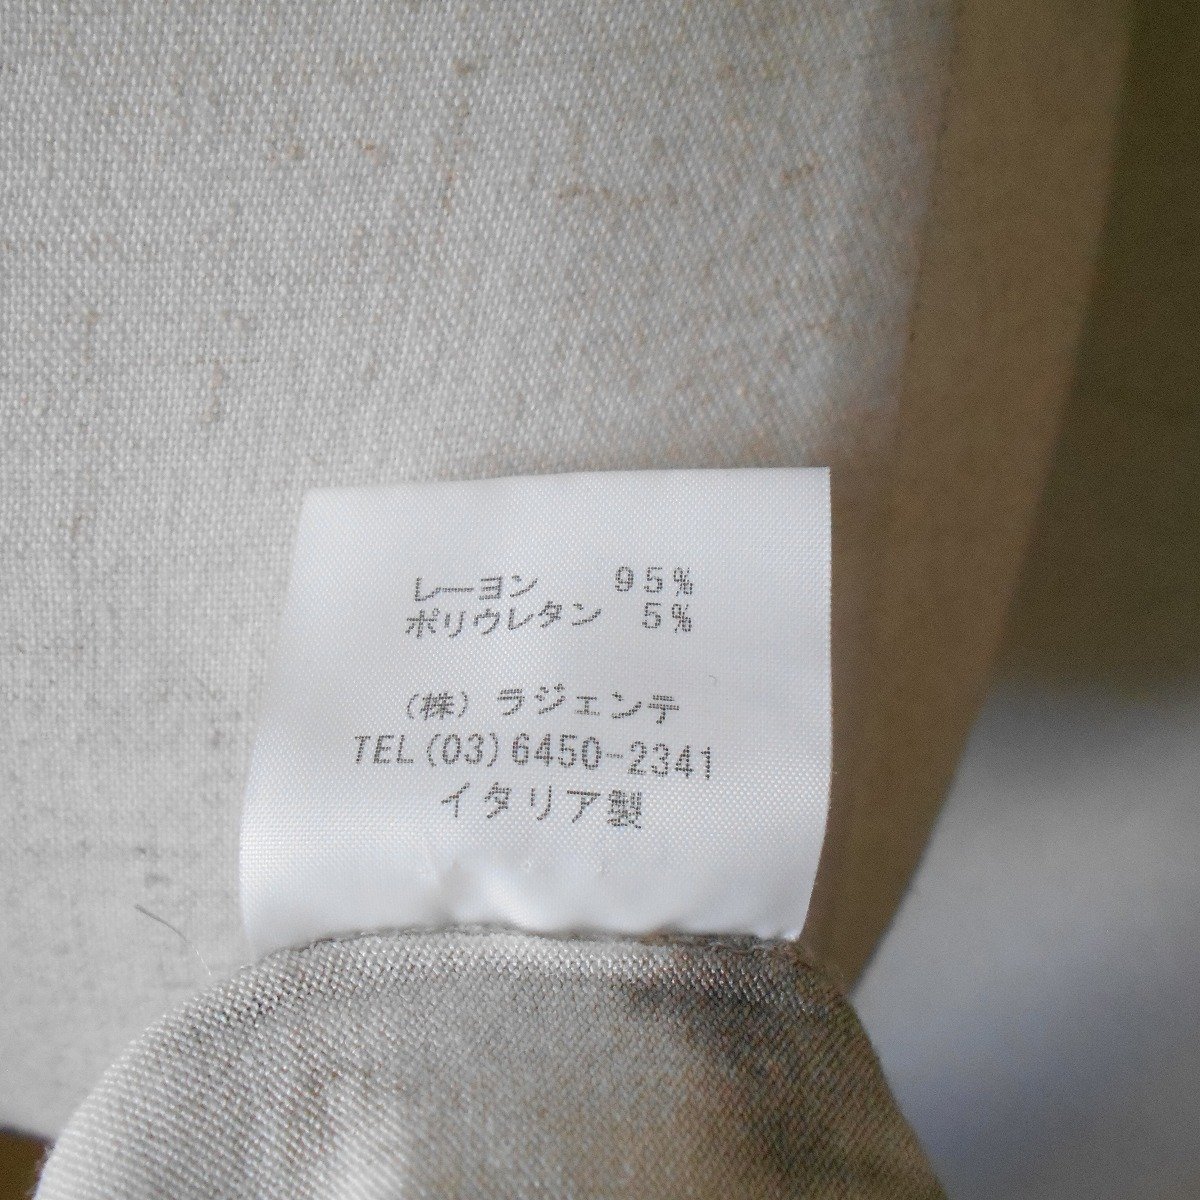 レーヨン 95%
ポリウレタン 5%
(株) ラジェンテ
TEL(03)6450-2341
イタリア製